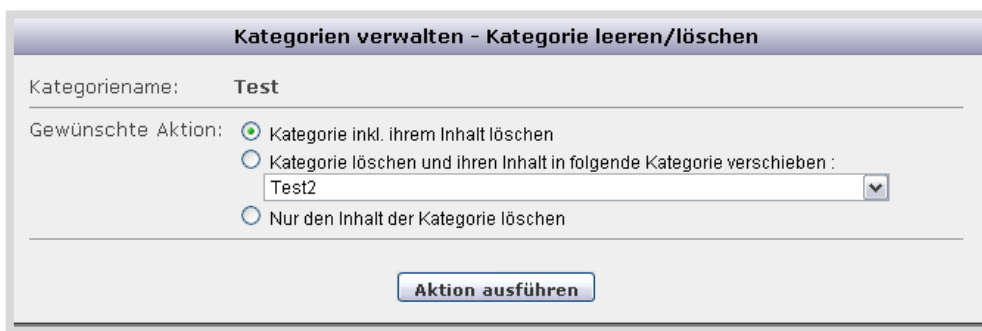 Kategorien verwalten - Kategorie leeren/löschen
Kategoriename: Test
Gewünschte Aktion: Kategorie inkl. ihrem Inhalt löschen
Kategorie löschen und ihren Inhalt in folgende Kategorie verschieben :
Test2
Nur den Inhalt der Kategorie löschen
Aktion ausführen